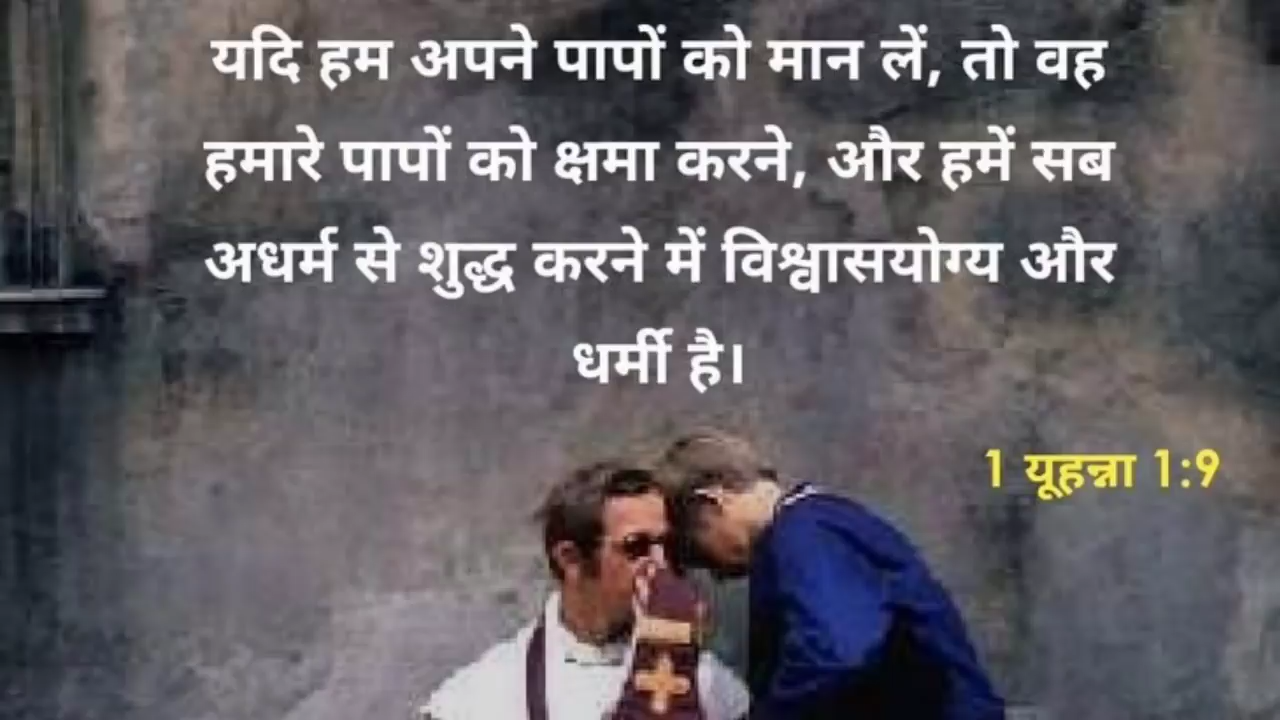 यदि हम अपने पापों को मान लें, तो वह
हमारे पापों को क्षमा करने, और हमें सब
अधर्म से शुद्ध करने में विश्वासयोग्य और
धर्मी है।
1 यूहन्ना 1:9